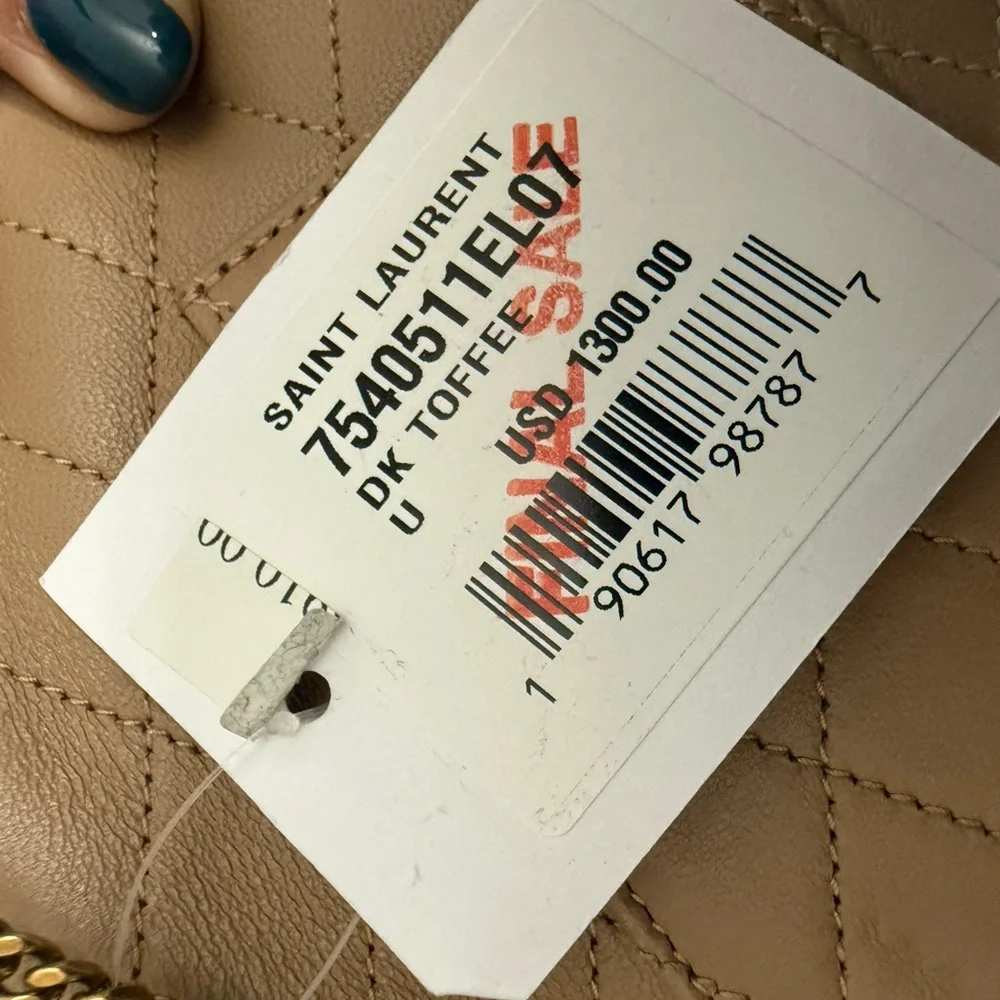 SAINT LAURENT
7540511EL07
DK TOFFEE
U
USD 1300.00
FINAL SALE
1 90617 98787 7